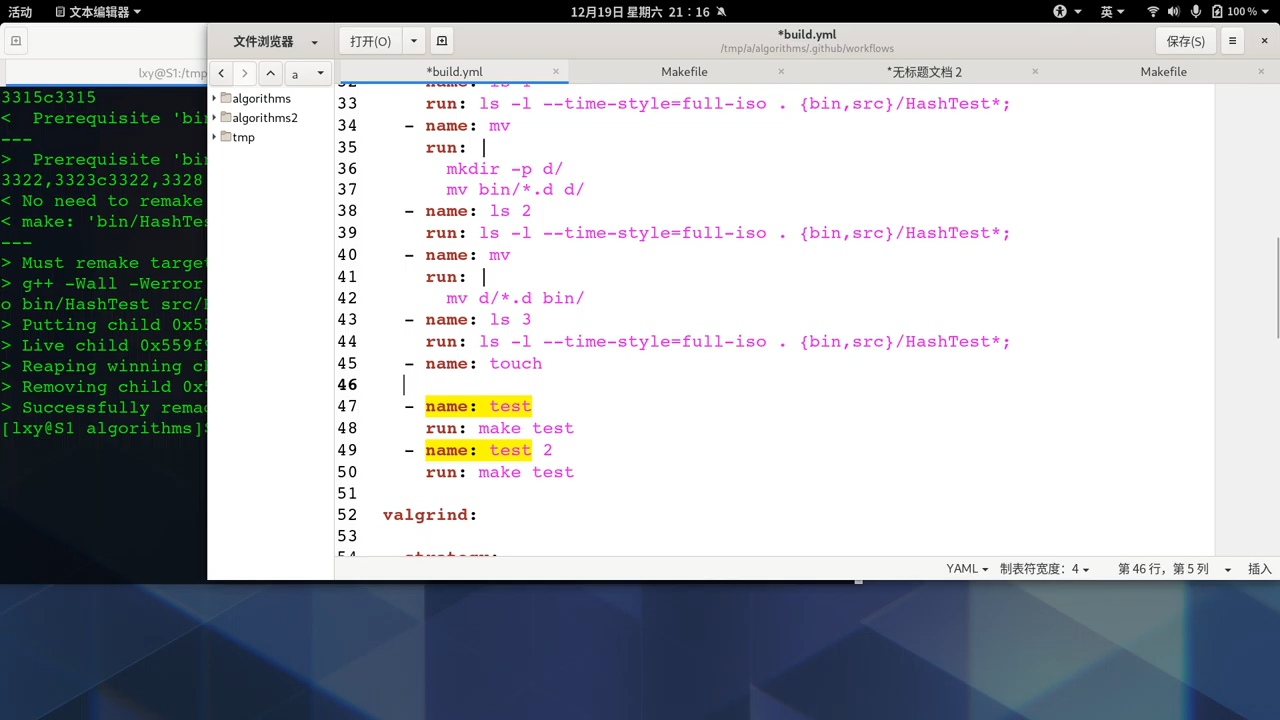 活动 文本编辑器 12月19日 星期六 21：16 英 100 %
文件浏览器 打开(O) *build.yml 保存(S)
/tmp/a/algorithms/.github/workflows
lxy@S1:/tmp a *build.yml Makefile *无标题文档 2 Makefile
3315c3315
< Prerequisite 'bin
---
> Prerequisite 'bin
3322,3323c3322,3328
< No need to remake
< make: 'bin/HashTes
---
> Must remake target
> g++ -Wall -Werror
o bin/HashTest src/
> Putting child 0x55
> Live child 0x559f9
> Reaping winning ch
> Removing child 0x5
> Successfully remad
[lxy@S1 algorithms]
algorithms
algorithms2
tmp
33 run: ls -l --time-style=full-iso . {bin,src}/HashTest*;
34 - name: mv
35 run: |
36 mkdir -p d/
37 mv bin/*.d d/
38 - name: ls 2
39 run: ls -l --time-style=full-iso . {bin,src}/HashTest*;
40 - name: mv
41 run: |
42 mv d/*.d bin/
43 - name: ls 3
44 run: ls -l --time-style=full-iso . {bin,src}/HashTest*;
45 - name: touch
46
47 - name: test
48 run: make test
49 - name: test 2
50 run: make test
51
52 valgrind:
53
54 strategy:
YAML 制表符宽度：4 第 46 行，第 5 列 插入